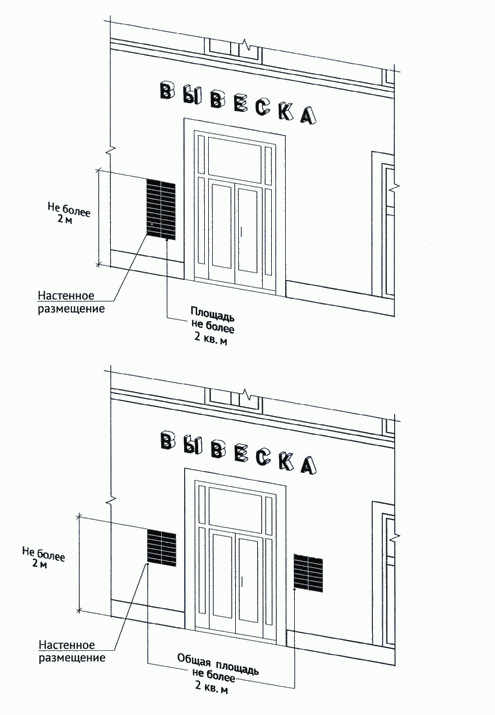 ВЫВЕСКА
Не более
2 м
Настенное
размещение
Площадь
не более
2 кв. м
ВЫВЕСКА
Не более
2 м
Настенное
размещение
Общая площадь
не более
2 кв. м